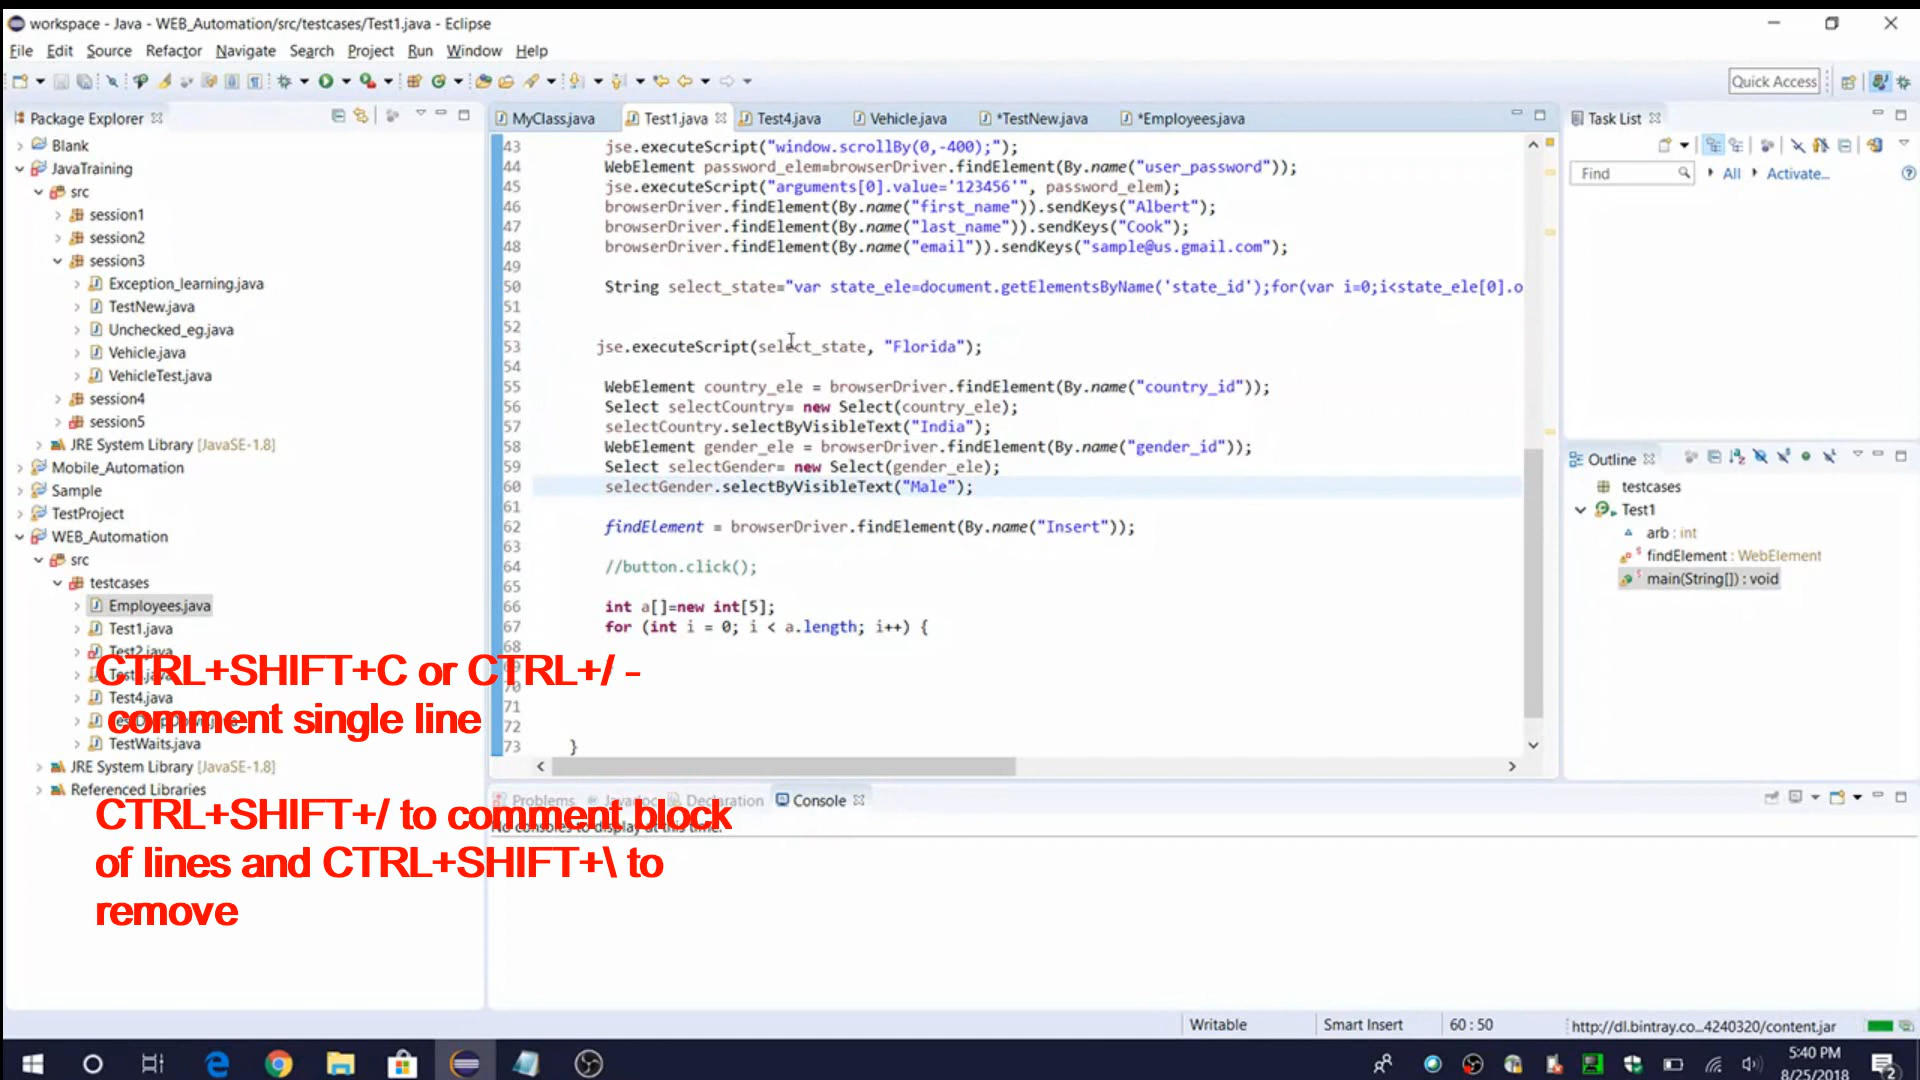 workspace - Java - WEB_Automation/src/testcases/Test1.java - Eclipse
File Edit Source Refactor Navigate Search Project Run Window Help
Quick Access
Package Explorer
Blank
JavaTraining
src
session1
session2
session3
Exception_learning.java
TestNew.java
Unchecked_eg.java
Vehicle.java
VehicleTest.java
session4
session5
JRE System Library [JavaSE-1.8]
Mobile_Automation
Sample
TestProject
WEB_Automation
src
testcases
Employees.java
Test1.java
Test2.java
Test4.java
TestWaits.java
JRE System Library [JavaSE-1.8]
Referenced Libraries
CTRL+SHIFT+C or CTRL+/ -
comment single line
CTRL+SHIFT+/ to comment block
of lines and CTRL+SHIFT+\ to
remove
MyClass.java Test1.java Test4.java Vehicle.java *TestNew.java *Employees.java
43 jse.executeScript("window.scrollBy(0,-400);");
44 WebElement password_elem=browserDriver.findElement(By.name("user_password"));
45 jse.executeScript("arguments[0].value='123456'", password_elem);
46 browserDriver.findElement(By.name("first_name")).sendKeys("Albert");
47 browserDriver.findElement(By.name("last_name")).sendKeys("Cook");
48 browserDriver.findElement(By.name("email")).sendKeys("sample@us.gmail.com");
49
50 String select_state="var state_ele=document.getElementsByName('state_id');for(var i=0;i<state_ele[0].o
51
52
53 jse.executeScript(select_state, "Florida");
54
55 WebElement country_ele = browserDriver.findElement(By.name("country_id"));
56 Select selectCountry= new Select(country_ele);
57 selectCountry.selectByVisibleText("India");
58 WebElement gender_ele = browserDriver.findElement(By.name("gender_id"));
59 Select selectGender= new Select(gender_ele);
60 selectGender.selectByVisibleText("Male");
61
62 findElement = browserDriver.findElement(By.name("Insert"));
63
64 //button.click();
65
66 int a[]=new int[5];
67 for (int i = 0; i < a.length; i++) {
68
70
71
72
73 }
Problems Javadoc Declaration Console
No consoles to display at this time.
Task List
Find All Activate...
Outline
testcases
Test1
arb : int
findElement : WebElement
main(String[]) : void
Writable Smart Insert 60 : 50 http://dl.bintray.co...4240320/content.jar
5:40 PM
8/25/2018
2